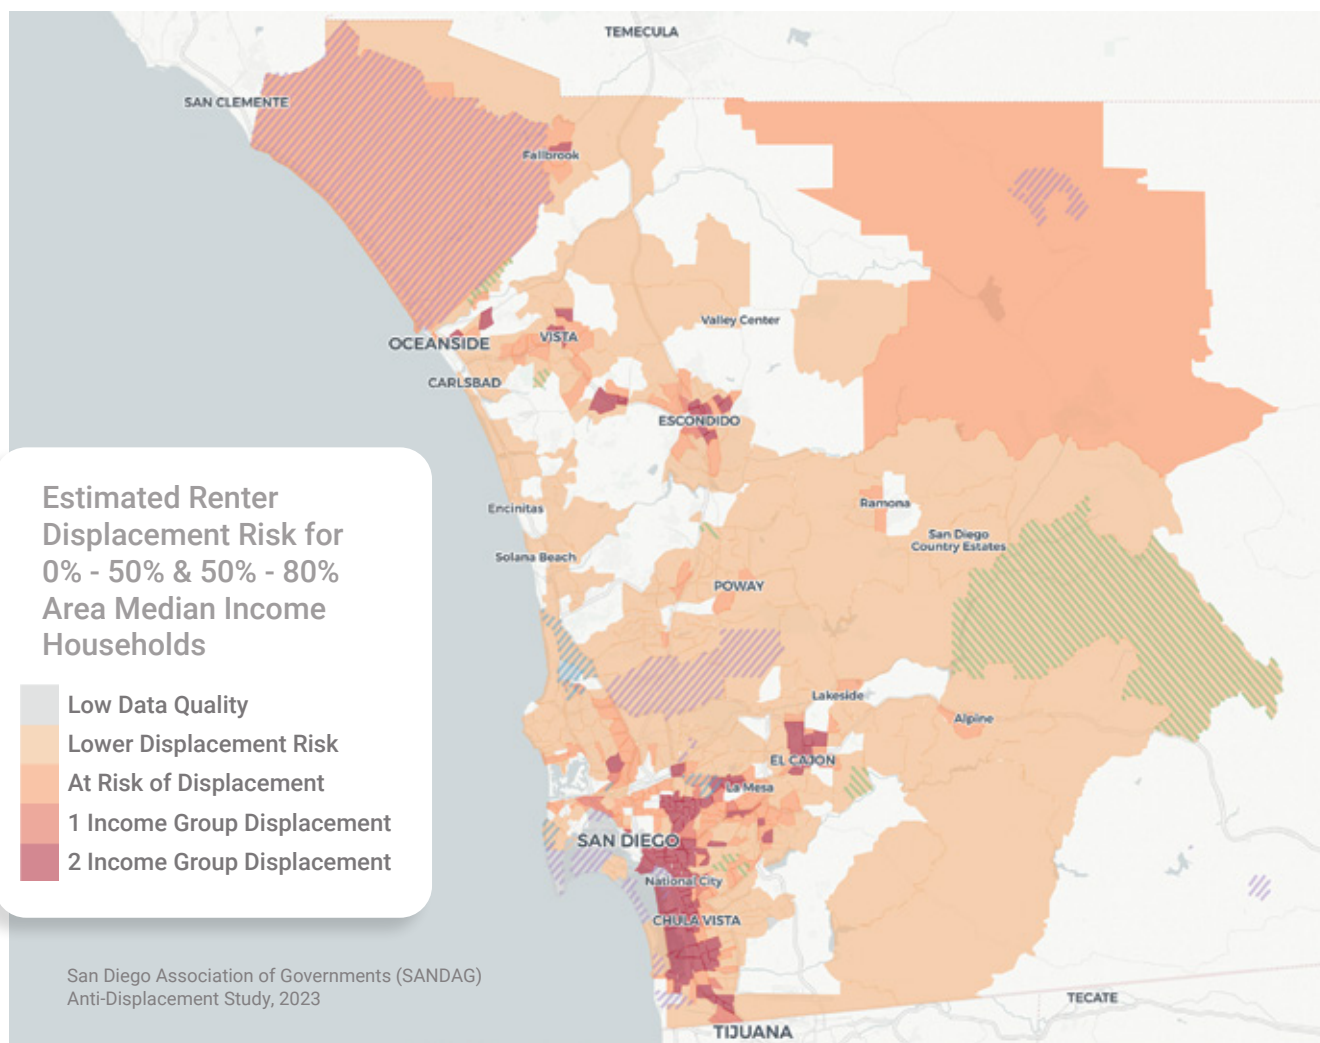 TEMECULA
SAN CLEMENTE
Fallbrook
Valley Center
OCEANSIDE
VISTA
CARLSBAD
ESCONDIDO
Encinitas
Ramona
San Diego
Country Estates
Solana Beach
POWAY
Estimated Renter
Displacement Risk for
0% - 50% & 50% - 80%
Area Median Income
Households
Low Data Quality
Lower Displacement Risk
At Risk of Displacement
1 Income Group Displacement
2 Income Group Displacement
Lakeside
Alpine
EL CAJON
La Mesa
SAN DIEGO
National City
CHULA VISTA
San Diego Association of Governments (SANDAG)
Anti-Displacement Study, 2023
TECATE
TIJUANA